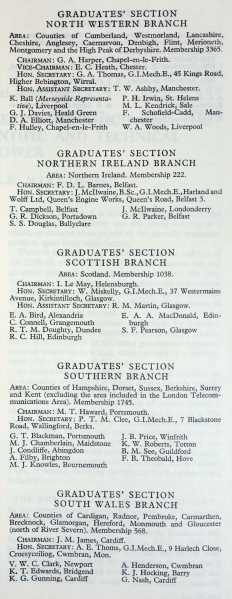 GRADUATES' SECTION
NORTH WESTERN BRANCH
AREA: Counties of Cumberland, Westmorland, Lancashire,
Cheshire, Anglesey, Caernarvon, Denbigh, Flint, Merioneth,
Montgomery and the High Peak of Derbyshire. Membership 3365.
CHAIRMAN: G. A. Harper, Chapel-en-le-Frith.
VICE-CHAIRMAN: E. C. Heath, Chester.
HON. SECRETARY: G. A. Thomas, G.I.Mech.E., 45 Kings Road,
Higher Bebington, Wirral.
HON. ASSISTANT SECRETARY: T. W. Ashby, Manchester.
K. Ball (Merseyside Representa-
tive), Liverpool
G. J. Davies, Heald Green
D. A. Elliott, Manchester
F. Hulley, Chapel-en-le-Frith
P. H. Irwin, St. Helens
M. L. Kendrick, Sale
F. Schofield-Cadd, Man-
chester
W. A. Woods, Liverpool
GRADUATES' SECTION
NORTHERN IRELAND BRANCH
AREA: Northern Ireland. Membership 222.
CHAIRMAN: F. D. L. Barnes, Belfast.
HON. SECRETARY: J. McIlwaine, B.Sc., G.I.Mech.E., Harland and
Wolff Ltd, Queen's Engine Works, Queen's Road, Belfast 3.
T. Campbell, Belfast
G. R. Dickson, Portadown
S. S. Douglas, Ballyclare
J. McIlwaine, Londonderry
G. R. Parker, Belfast
GRADUATES' SECTION
SCOTTISH BRANCH
AREA: Scotland. Membership 1038.
CHAIRMAN: I. Le May, Helensburgh.
HON. SECRETARY: W. Miskelly, G.I.Mech.E., 37 Westermains
Avenue, Kirkintilloch, Glasgow.
HON. ASSISTANT SECRETARY: R. M. Martin, Glasgow.
E. A. Bird, Alexandria
C. Connell, Grangemouth
R. T. M. Doughty, Dundee
R. C. Hill, Edinburgh
E. A. A. MacDonald, Edin-
burgh
S. F. Pearson, Glasgow
GRADUATES' SECTION
SOUTHERN BRANCH
AREA: Counties of Hampshire, Dorset, Sussex, Berkshire, Surrey
and Kent (excluding the area included in the London Telecom-
munications Area). Membership 1745.
CHAIRMAN: M. T. Haward, Portsmouth.
HON. SECRETARY: P. T. M. Clee, G.I.Mech.E., 7 Blackstone
Road, Wallingford, Berks.
G. T. Blackman, Portsmouth
M. J. Chamberlain, Maidstone
J. Condliffe, Abingdon
A. Filby, Brighton
M. J. Knowles, Bournemouth
J. B. Price, Winfrith
K. W. Roberts, Totton
B. M. See, Guildford
F. B. Theobald, Hove
GRADUATES' SECTION
SOUTH WALES BRANCH
AREA: Counties of Cardigan, Radnor, Pembroke, Carmarthen,
Brecknock, Glamorgan, Hereford, Monmouth and Gloucester
(north of River Severn). Membership 568.
CHAIRMAN: J. M. James, Cardiff.
HON. SECRETARY: A. E. Thoms, G.I.Mech.E., 9 Harlech Close,
Croesyceiliog, Cwmbran, Mon.
V. W. C. Clark, Newport
K. T. Edwards, Bridgend
K. G. Gunning, Cardiff
A. Henderson, Cwmbran
K. J. Hocking, Barry
G. Nash, Cardiff